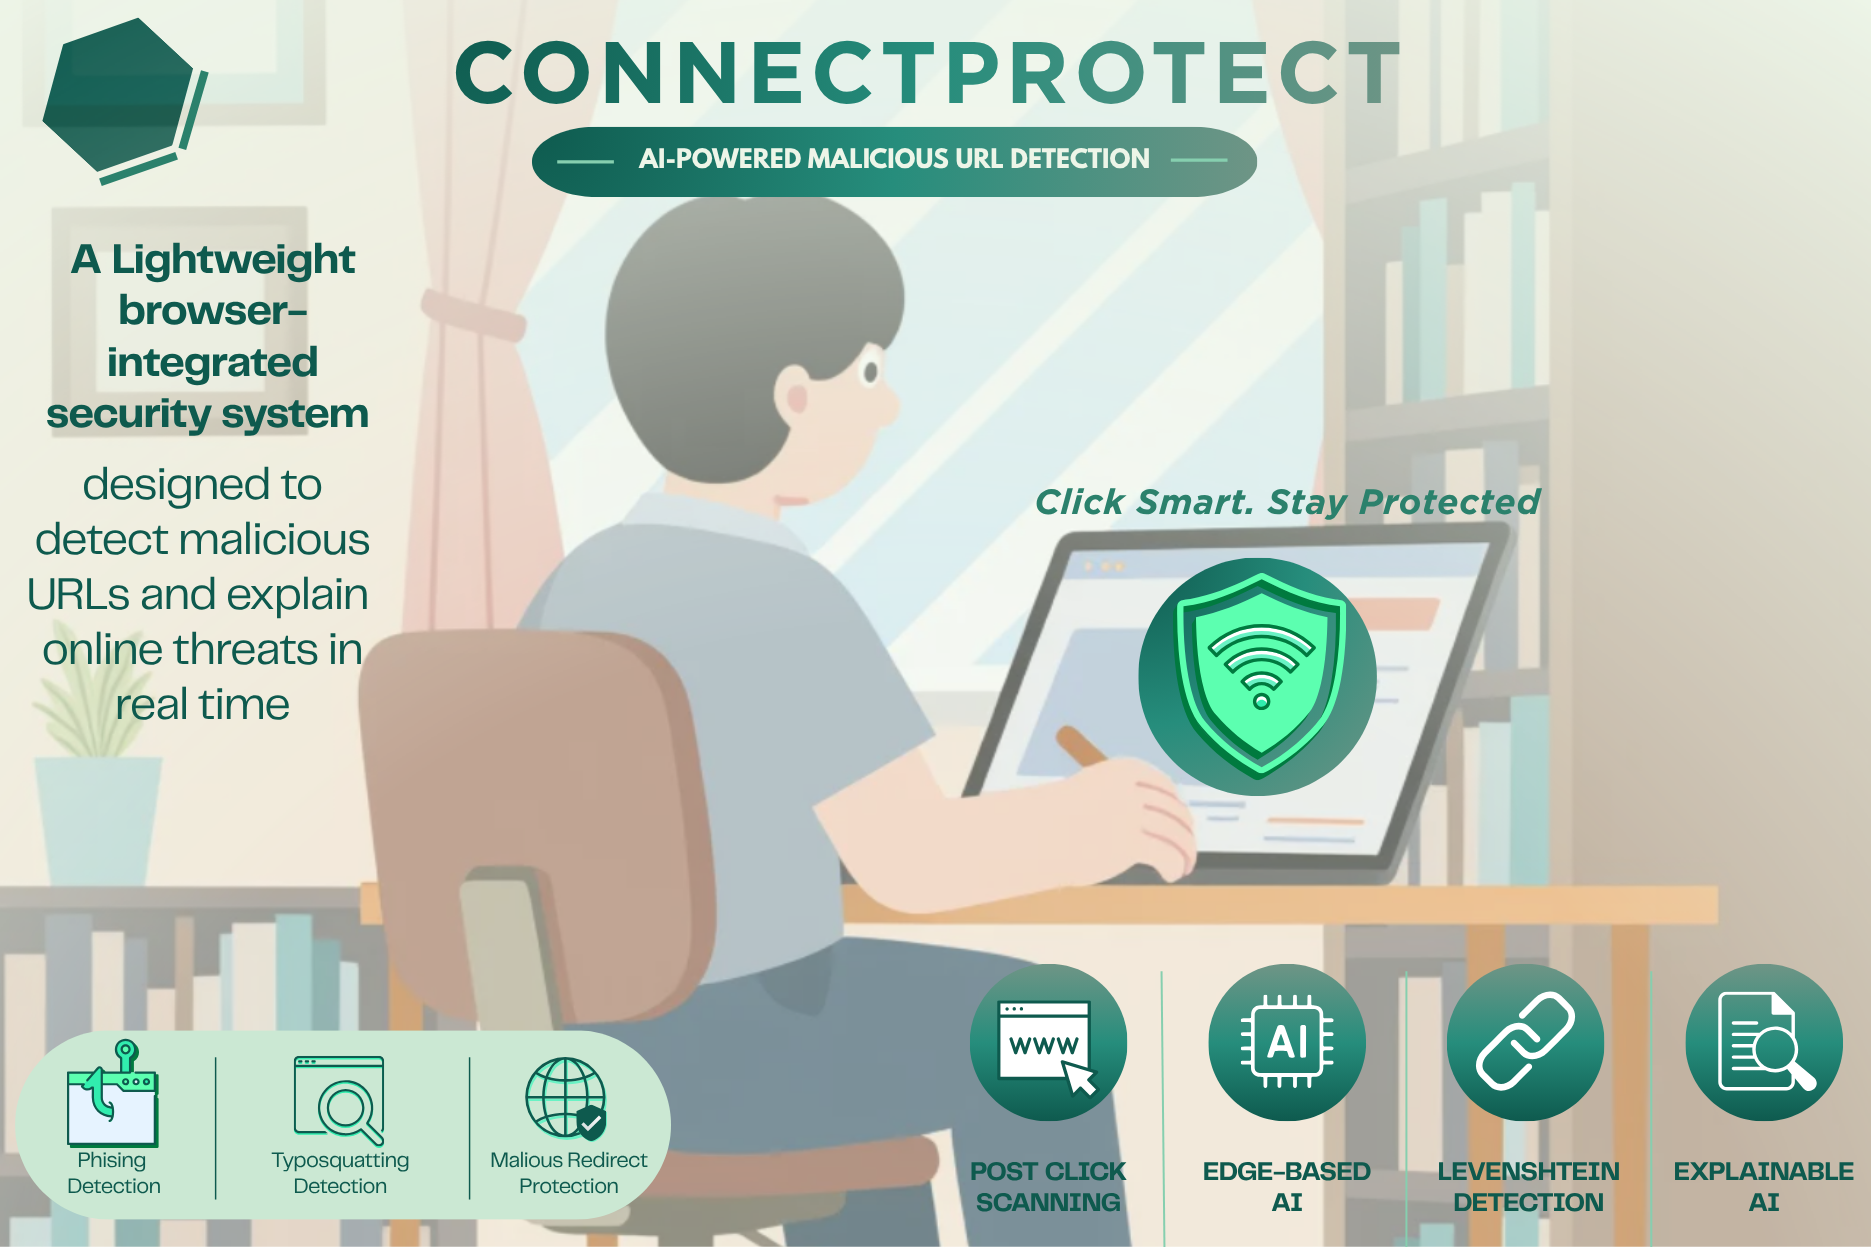 CONNECTPROTECT
AI-POWERED MALICIOUS URL DETECTION
A Lightweight
browser-
integrated
security system
designed to
detect malicious
URLs and explain
online threats in
real time
Click Smart. Stay Protected
Phising
Detection
Typosquatting
Detection
Malious Redirect
Protection
WWW
POST CLICK
SCANNING
AI
EDGE-BASED
AI
LEVENSHTEIN
DETECTION
EXPLAINABLE
AI